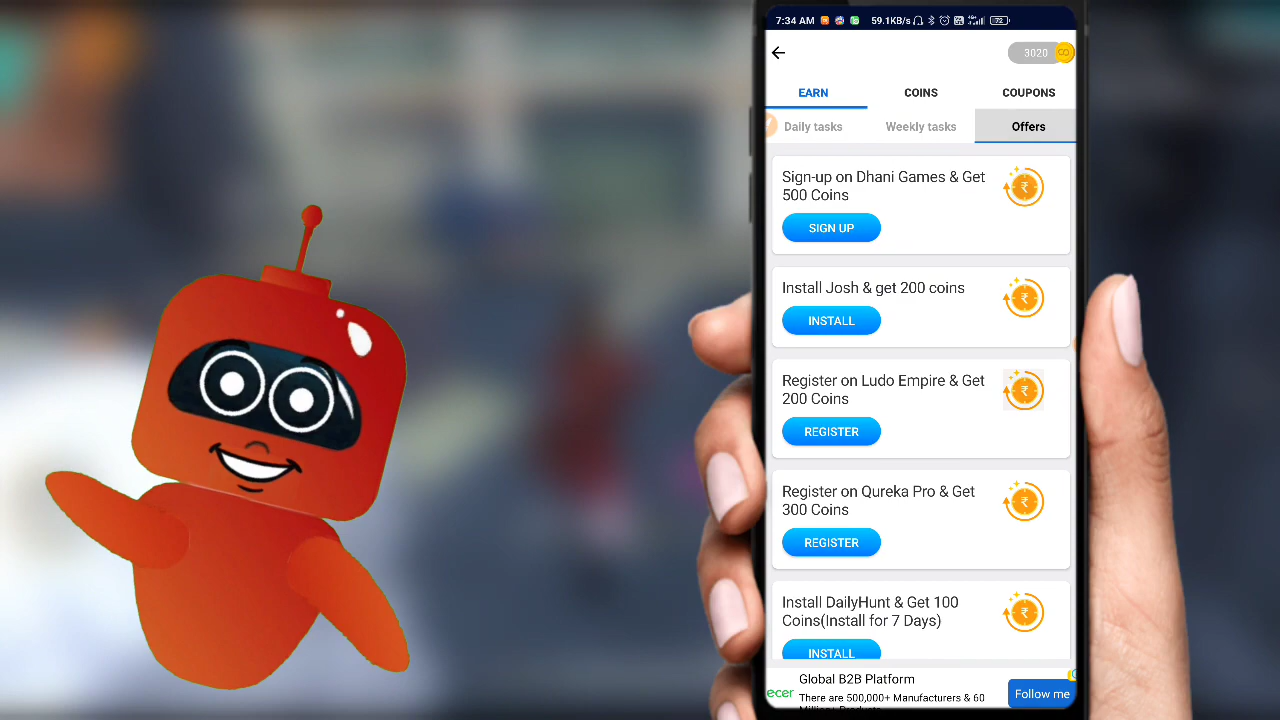 7:34 AM 59.1KB/s 72
3020
EARN COINS COUPONS
Daily tasks Weekly tasks Offers
Sign-up on Dhani Games & Get
500 Coins
SIGN UP
Install Josh & get 200 coins
INSTALL
Register on Ludo Empire & Get
200 Coins
REGISTER
Register on Qureka Pro & Get
300 Coins
REGISTER
Install DailyHunt & Get 100
Coins(Install for 7 Days)
INSTALL
Global B2B Platform
ecer There are 500,000+ Manufacturers & 60
Follow me